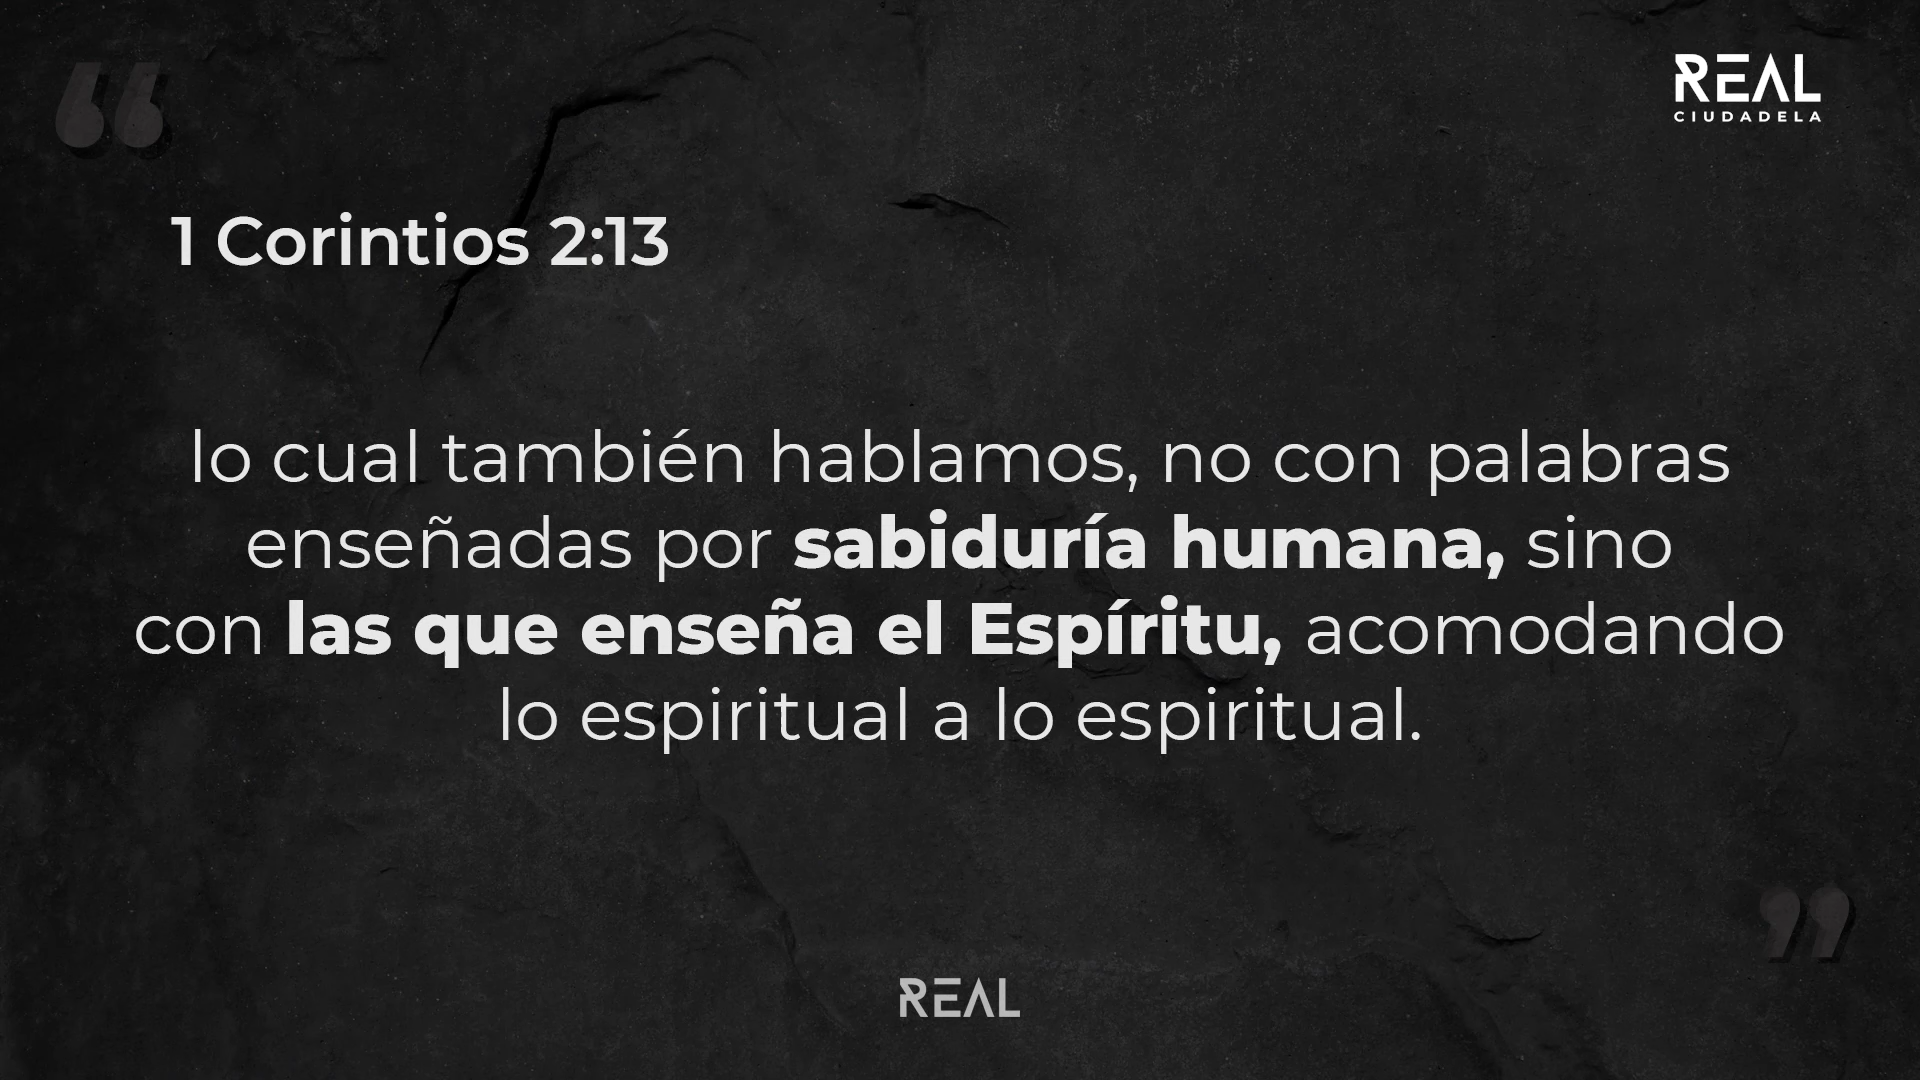 “
REAL
CIUDADELA
1 Corintios 2:13
lo cual también hablamos, no con palabras
enseñadas por sabiduría humana, sino
con las que enseña el Espíritu, acomodando
lo espiritual a lo espiritual.
”
REAL